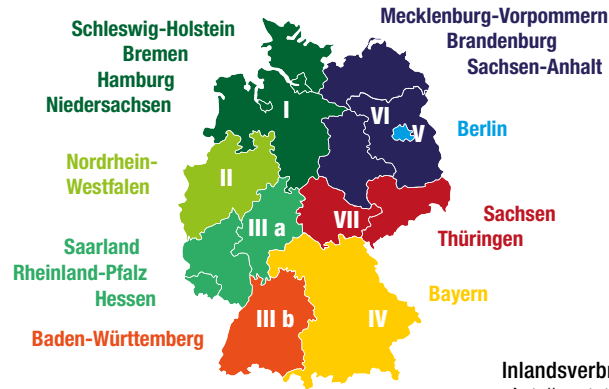 Schleswig-Holstein
Bremen
Hamburg
Niedersachsen
Mecklenburg-Vorpommern
Brandenburg
Sachsen-Anhalt
I
VI
V
Berlin
Nordrhein-
Westfalen
II
III a
VII
Sachsen
Thüringen
Saarland
Rheinland-Pfalz
Hessen
Bayern
Baden-Württemberg
III b
IV